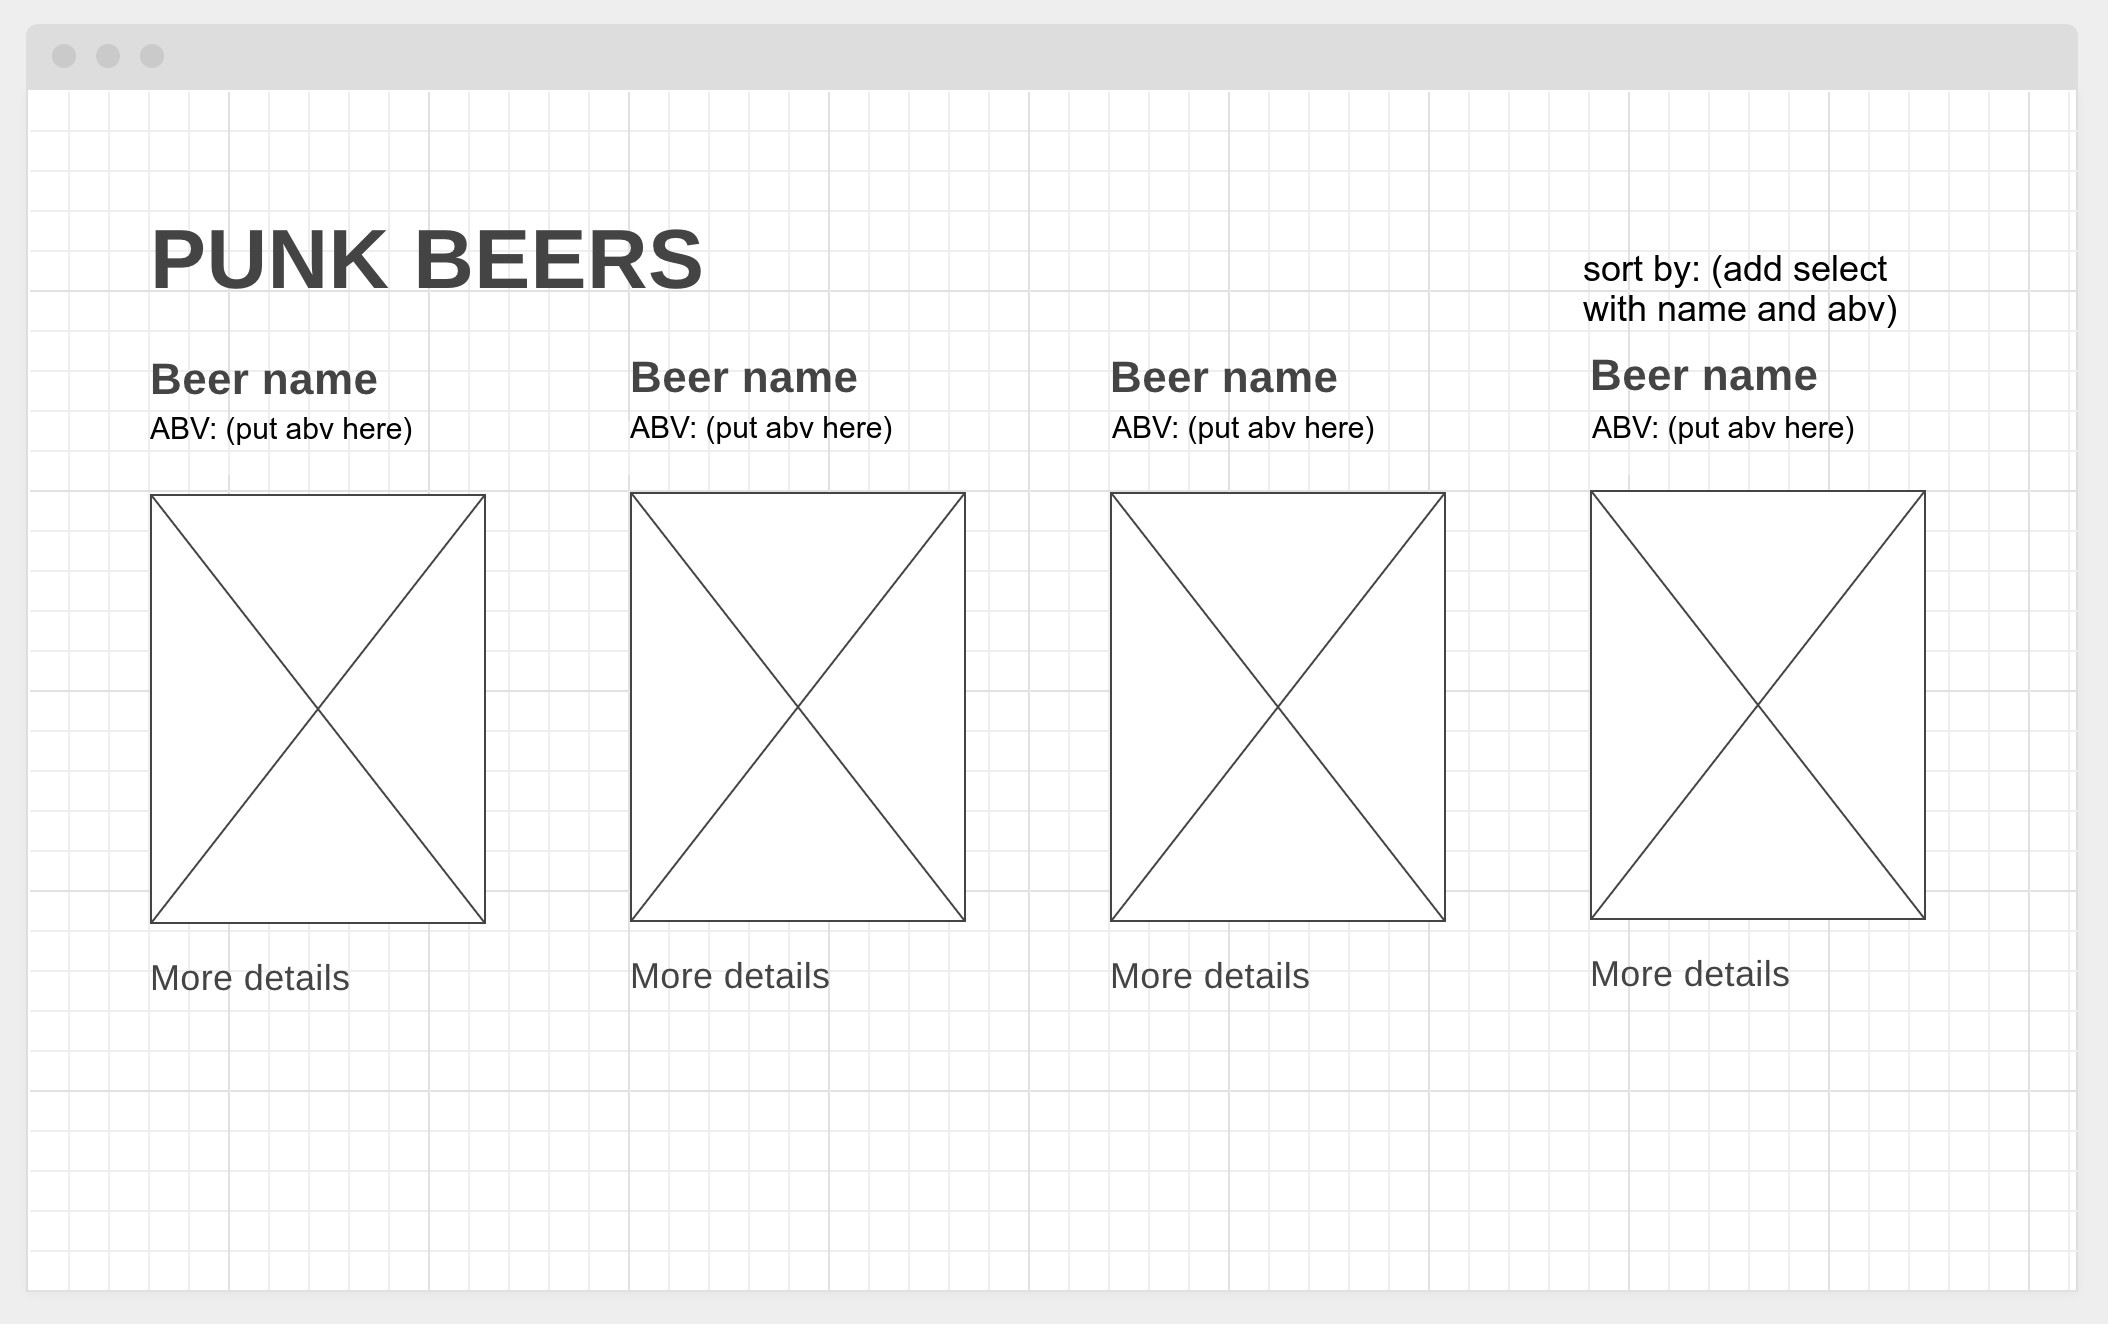 PUNK BEERS
sort by: (add select
with name and abv)
Beer name
ABV: (put abv here)
More details
Beer name
ABV: (put abv here)
More details
Beer name
ABV: (put abv here)
More details
Beer name
ABV: (put abv here)
More details